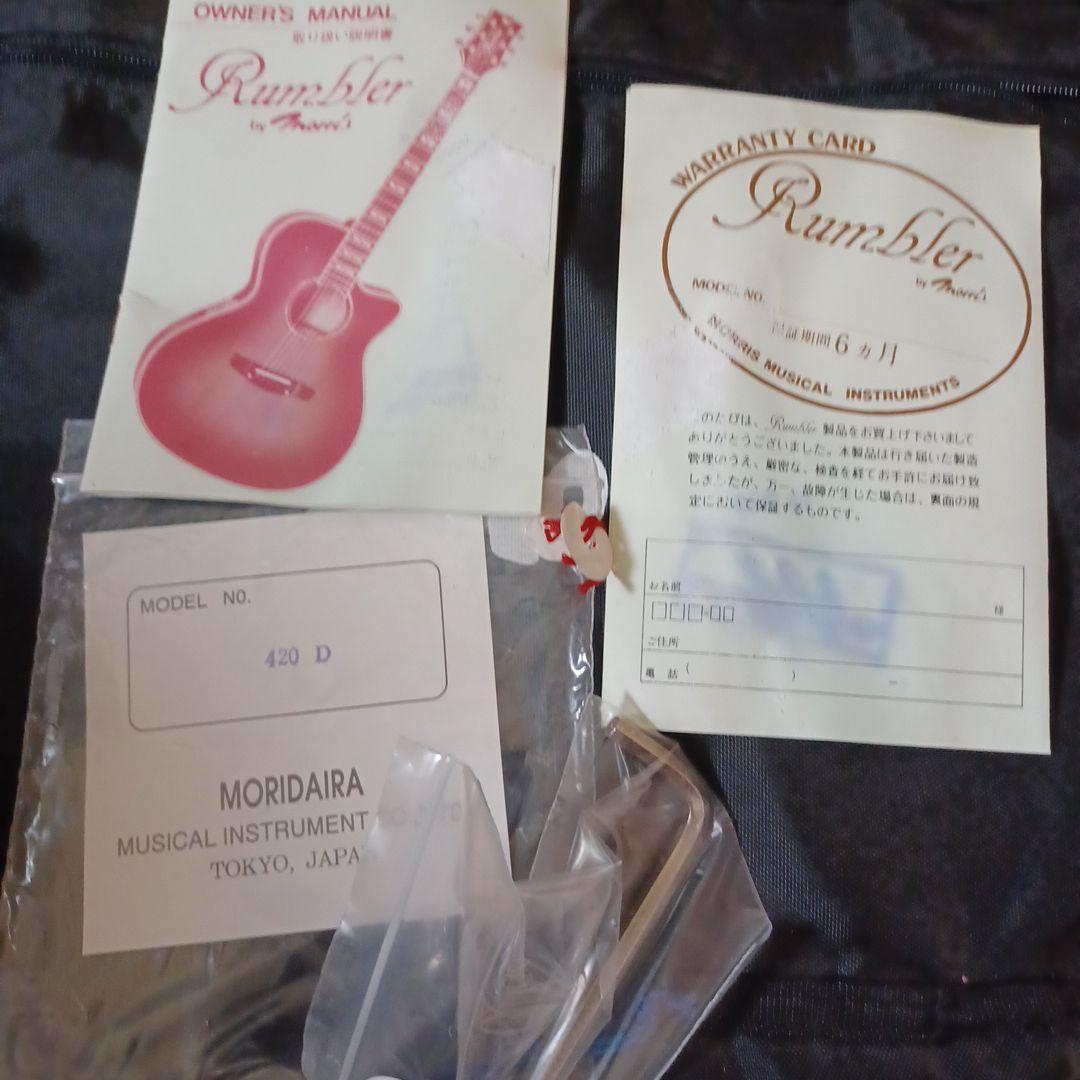 OWNER'S MANUAL
取り扱い説明書
Rumbler
by Morris
WARRANTY CARD
Rumbler
by Morris
MODEL NO.
証期間6ヵ月
MORRIS MUSICAL INSTRUMENTS
のたびは、Rumbler 製品をお買上げ下さいまして
ありがとうございました。本製品は行き届いた製造
管理のうえ、厳密な、検査を経てお手許にお届け致
しましたが、万一、故障が生じた場合は、裏面の規
定において保証するものです。
お名前
様
□□□-□□
ご住所
電話( ) −
MODEL NO.
420 D
MORIDAIRA
MUSICAL INSTRUMENT CO.,LTD
TOKYO, JAPA